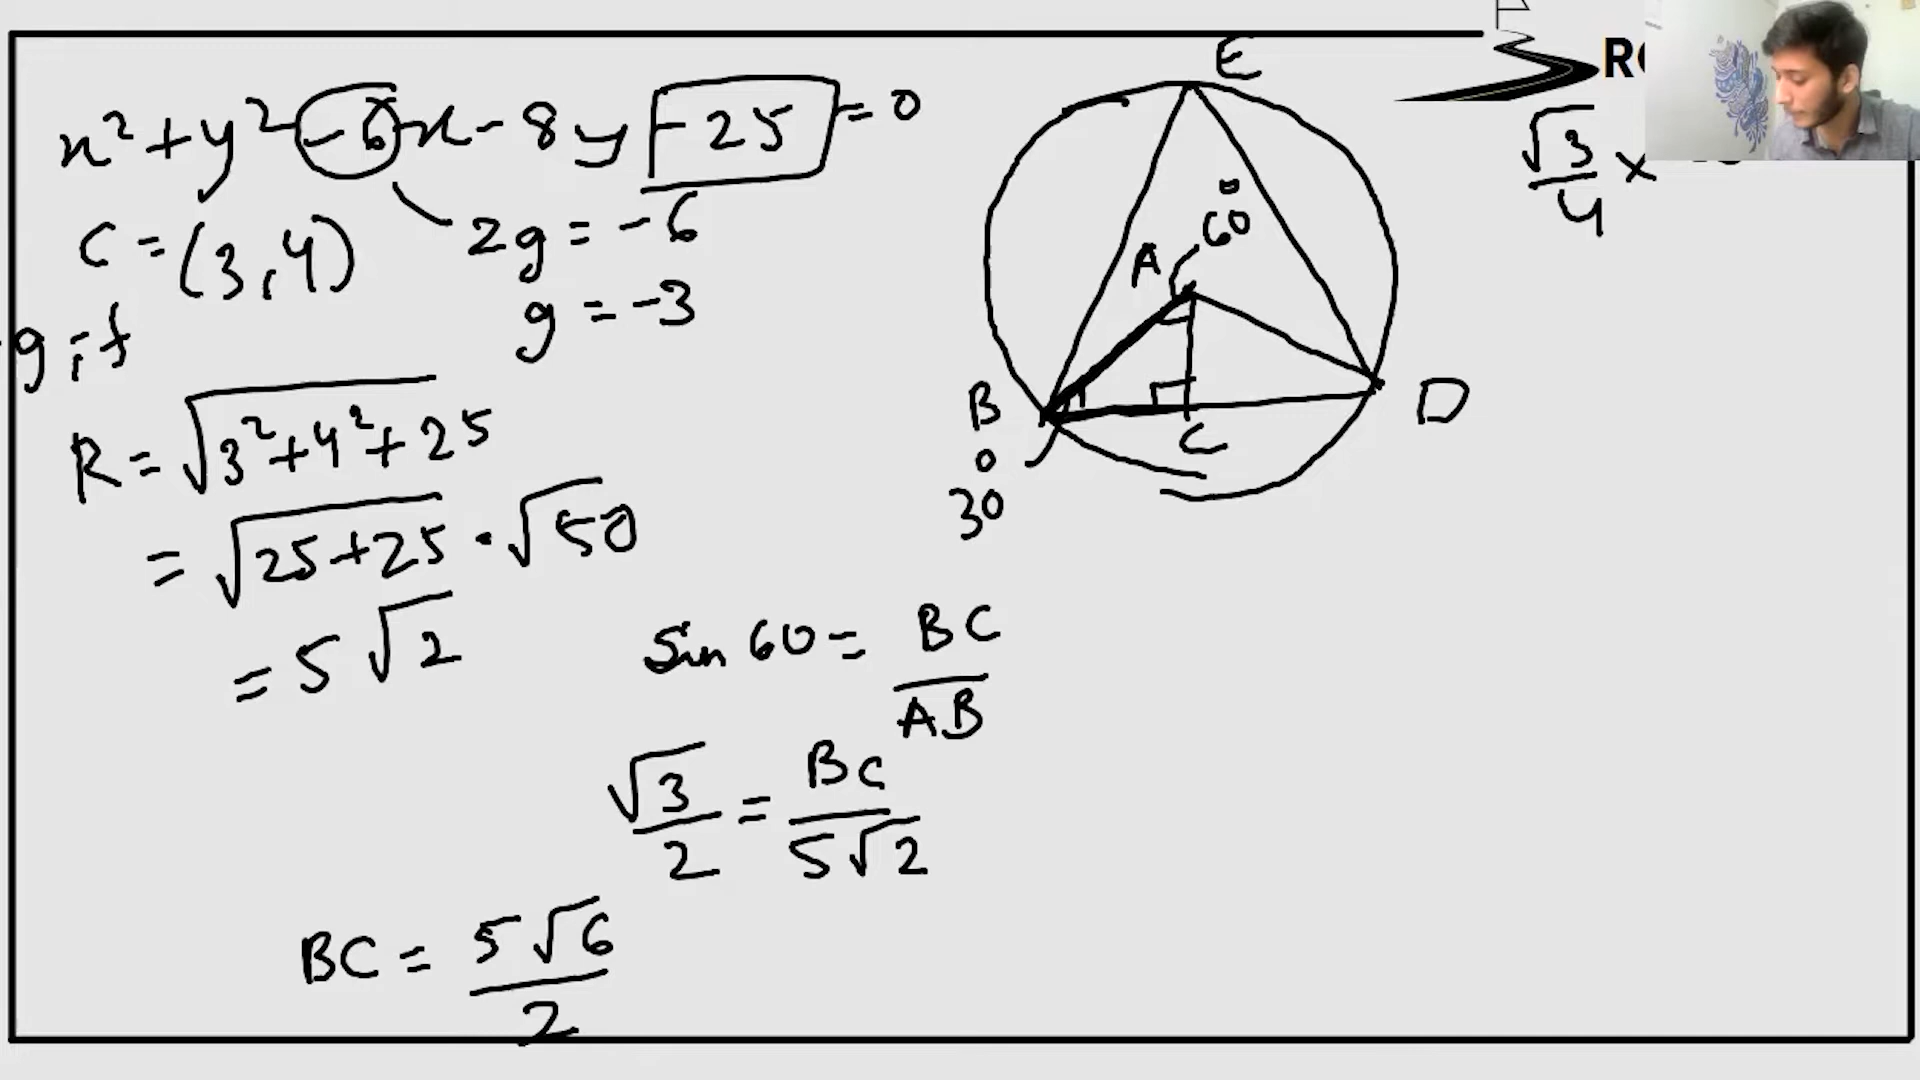 x² + y² - 6x - 8y - 25 = 0
C = (3, 4)
2g = -6
g = -3
g ; f
R = √3² + 4² + 25
= √25 + 25 · √50
= 5√2
Sin 60 = BC / AB
√3 / 2 = BC / 5√2
BC = 5√6 / 2
E
60°
A
B
30°
C
D
√3 / 4 ×